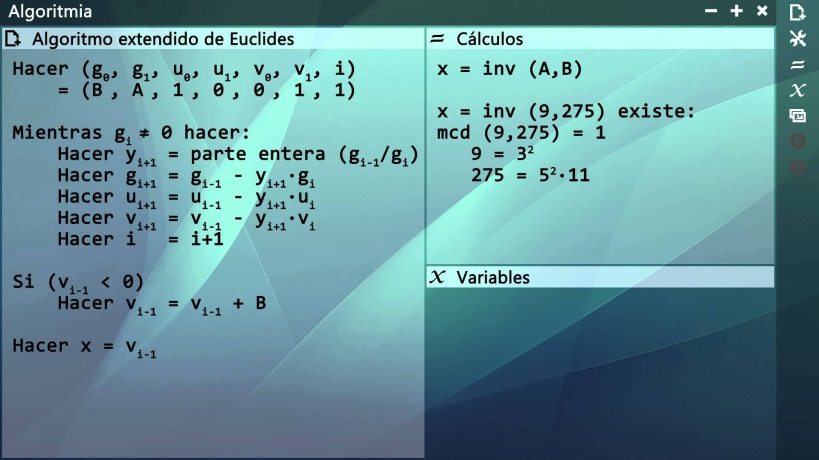 Algoritmia
Algoritmo extendido de Euclides
Hacer (g₀, g₁, u₀, u₁, v₀, v₁, i)
= (B , A , 1 , 0 , 0 , 1 , 1)
Mientras gᵢ ≠ 0 hacer:
Hacer yᵢ₊₁ = parte entera (gᵢ₋₁/gᵢ)
Hacer gᵢ₊₁ = gᵢ₋₁ - yᵢ₊₁·gᵢ
Hacer uᵢ₊₁ = uᵢ₋₁ - yᵢ₊₁·uᵢ
Hacer vᵢ₊₁ = vᵢ₋₁ - yᵢ₊₁·vᵢ
Hacer i = i+1
Si (vᵢ₋₁ < 0)
Hacer vᵢ₋₁ = vᵢ₋₁ + B
Hacer x = vᵢ₋₁
= Cálculos
x = inv (A,B)
x = inv (9,275) existe:
mcd (9,275) = 1
9 = 3²
275 = 5²·11
x Variables
=
x